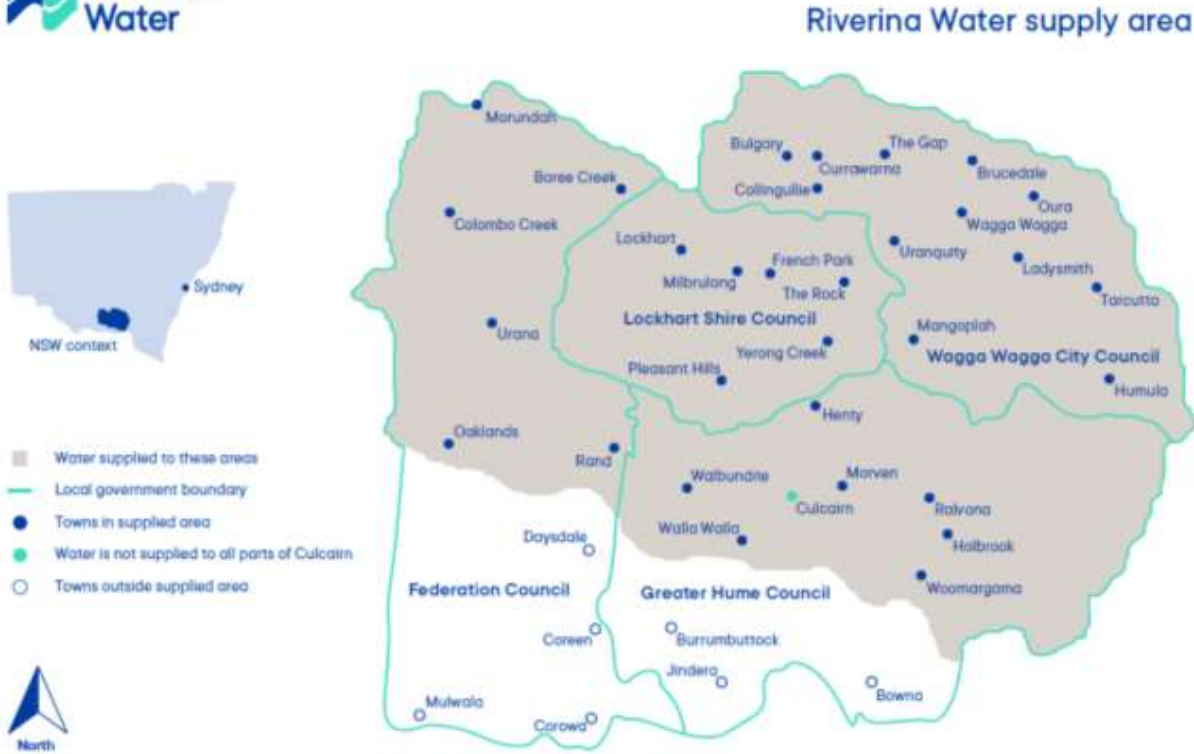 Water
Riverina Water supply area
Morundah
Boree Creek
Colombo Creek
Urana
Oaklands
Rand
Bulgary
Currawarna
The Gap
Collingullie
Brucedale
Oura
Wagga Wagga
Uranquity
Ladysmith
Tarcutta
Mangoplah
Wagga Wagga City Council
Humula
Lockhart
Milbrulong
French Park
The Rock
Lockhart Shire Council
Yerong Creek
Pleasant Hills
Henty
Walbundrie
Morven
Culcairn
Ralvona
Walla Walla
Holbrook
Woomargama
Daysdale
Federation Council
Greater Hume Council
Coreen
Burrumbuttock
Jindera
Bowna
Mulwala
Corowa
Sydney
NSW context
Water supplied to these areas
Local government boundary
Towns in supplied area
Water is not supplied to all parts of Culcairn
Towns outside supplied area
North